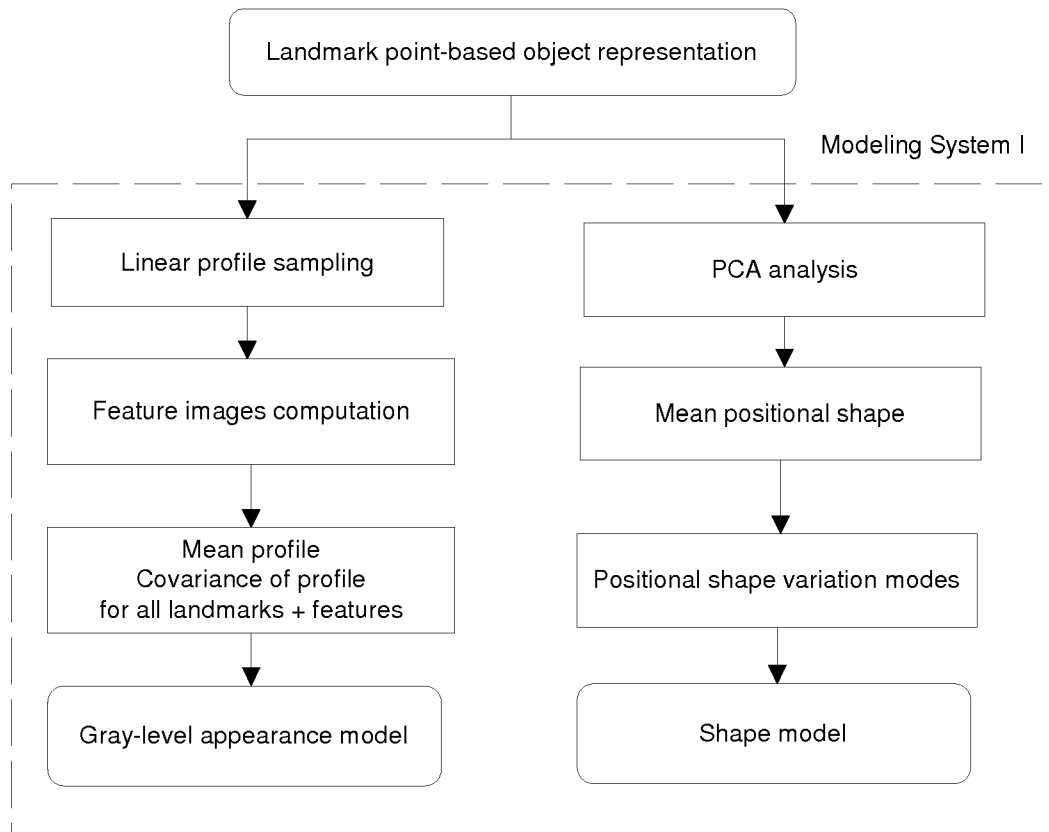 Landmark point-based object representation
Modeling System I
Linear profile sampling
PCA analysis
Feature images computation
Mean positional shape
Mean profile
Covariance of profile
for all landmarks + features
Positional shape variation modes
Gray-level appearance model
Shape model